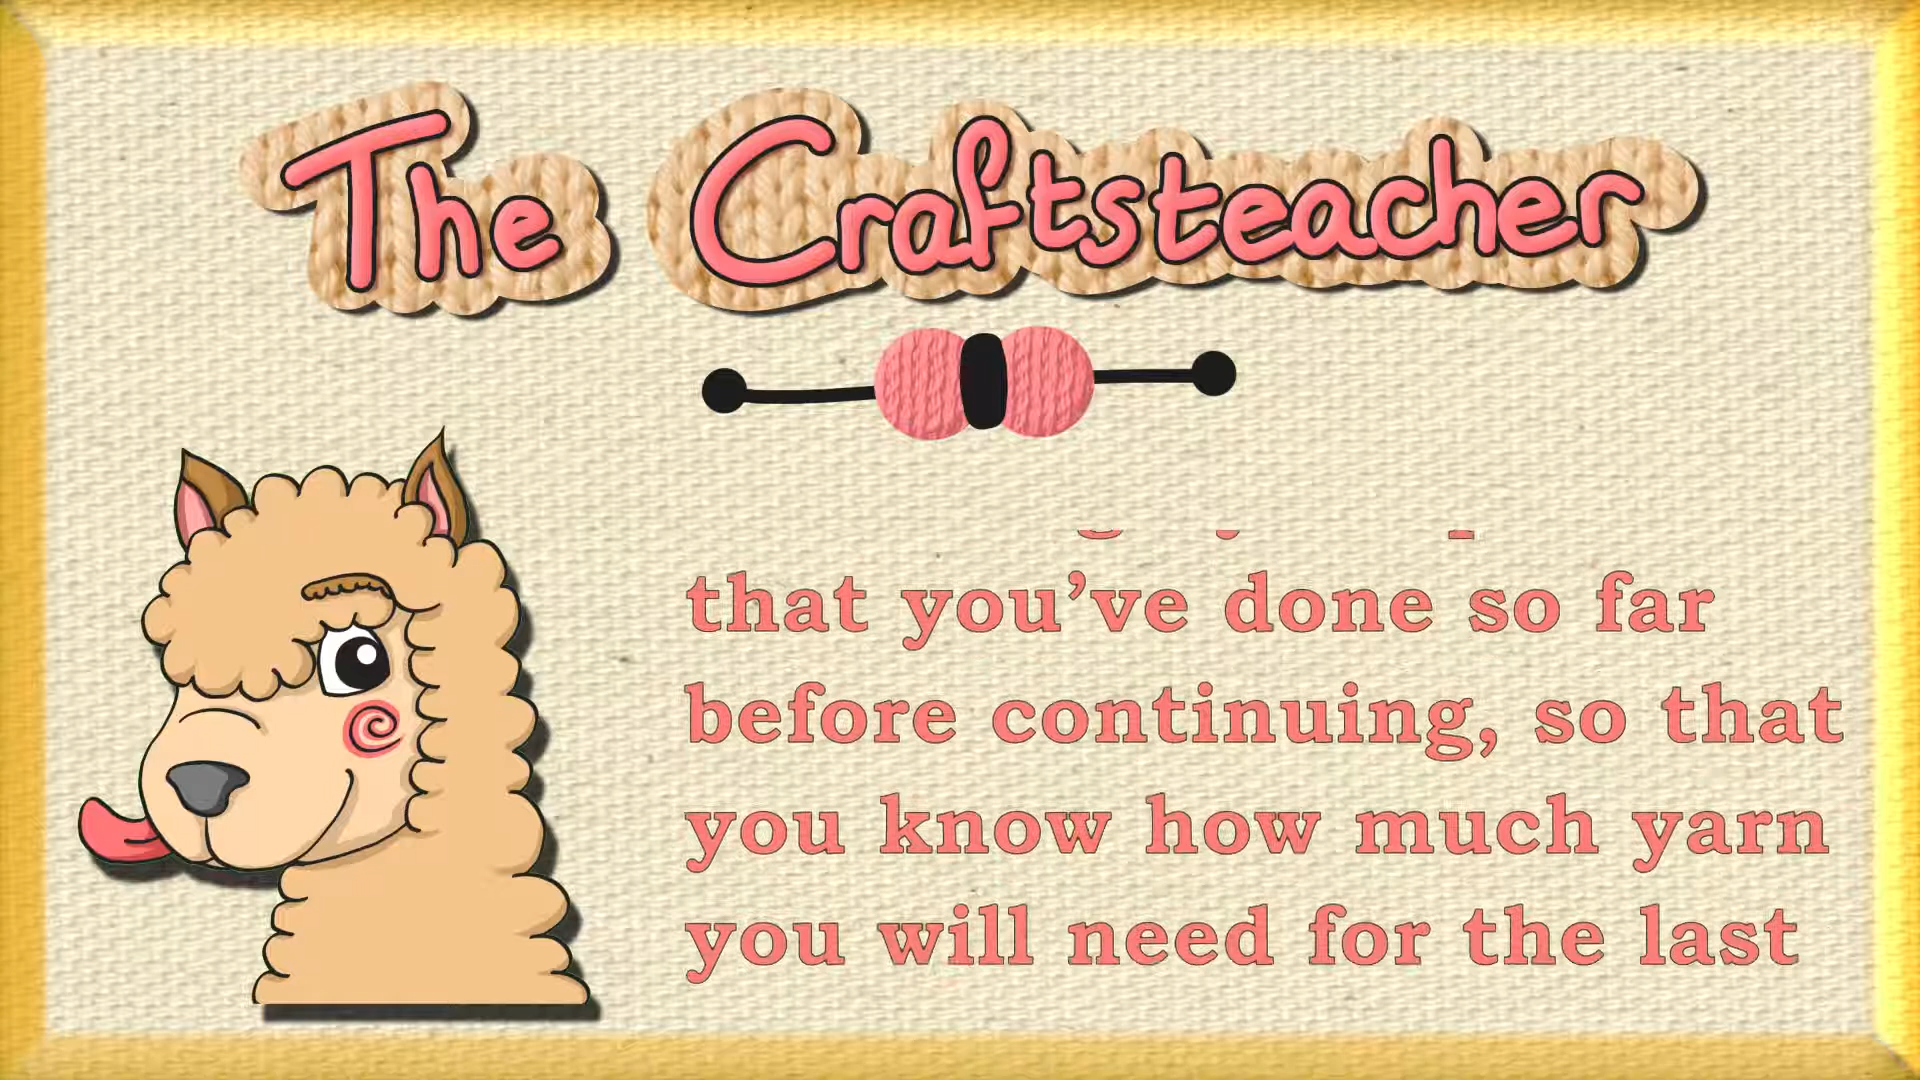 The Craftsteacher
that you’ve done so far
before continuing, so that
you know how much yarn
you will need for the last